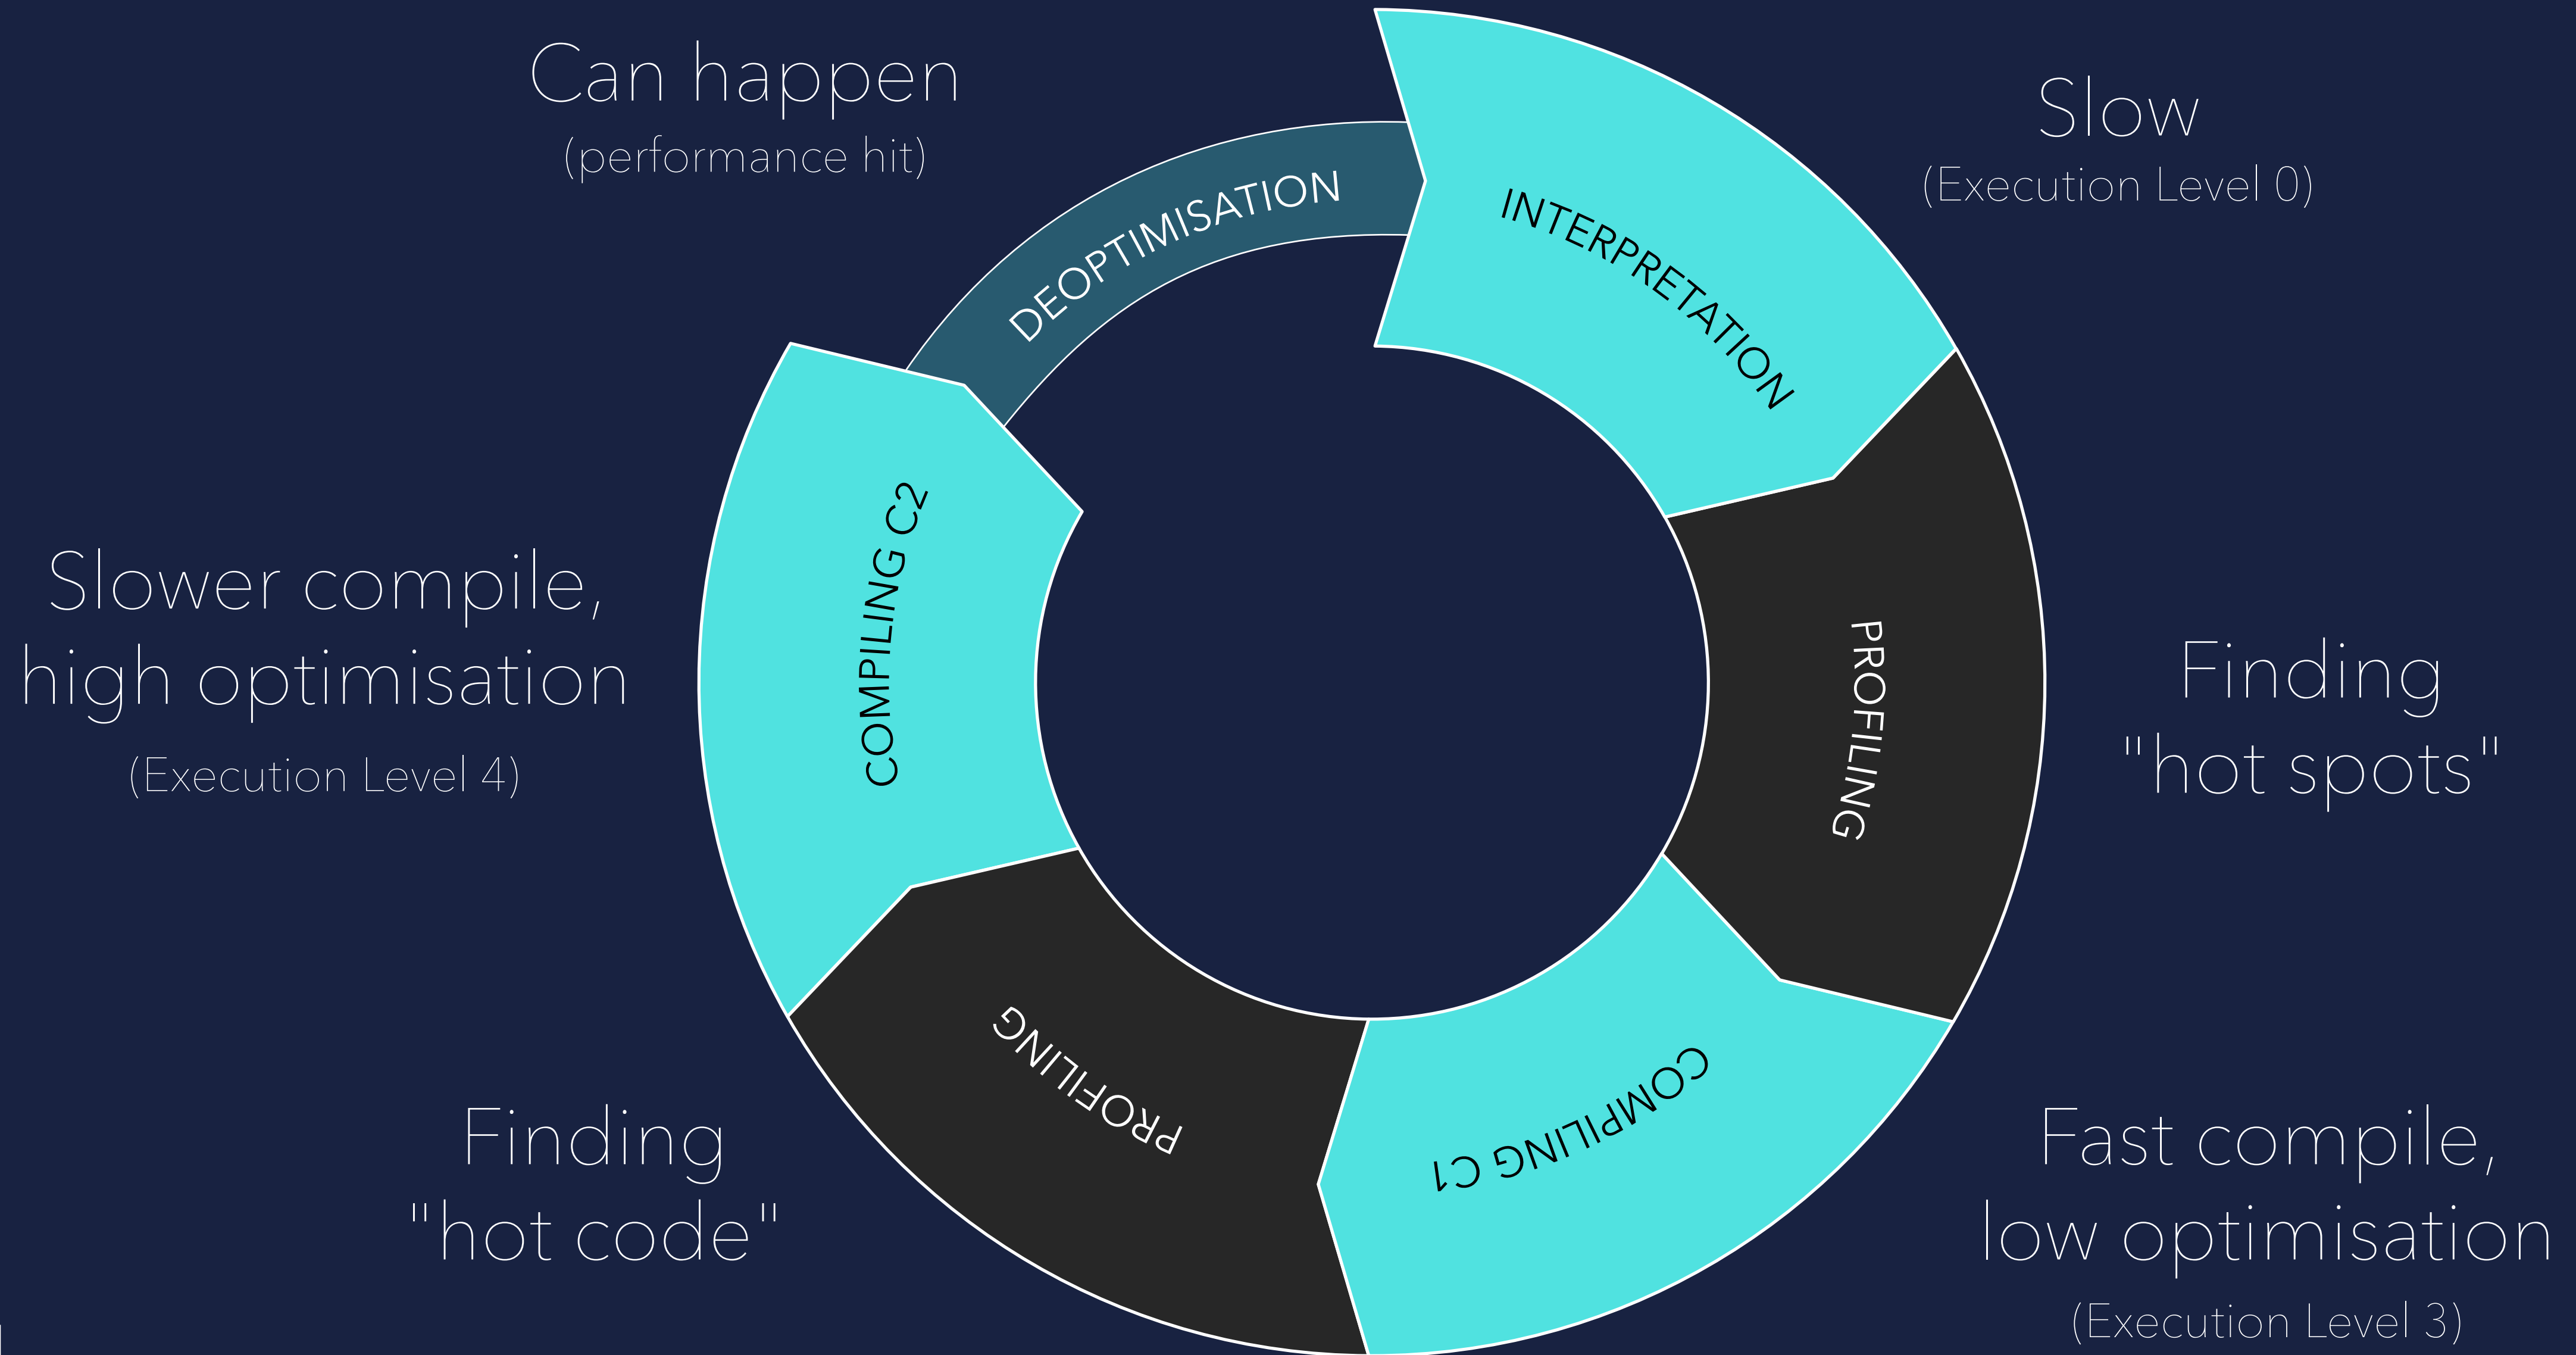 Can happen
(performance hit)
DEOPTIMISATION
INTERPRETATION
Slow
(Execution Level 0)
PROFILING
Finding
"hot spots"
COMPILING C1
Fast compile,
low optimisation
(Execution Level 3)
PROFILING
Finding
"hot code"
COMPILING C2
Slower compile,
high optimisation
(Execution Level 4)